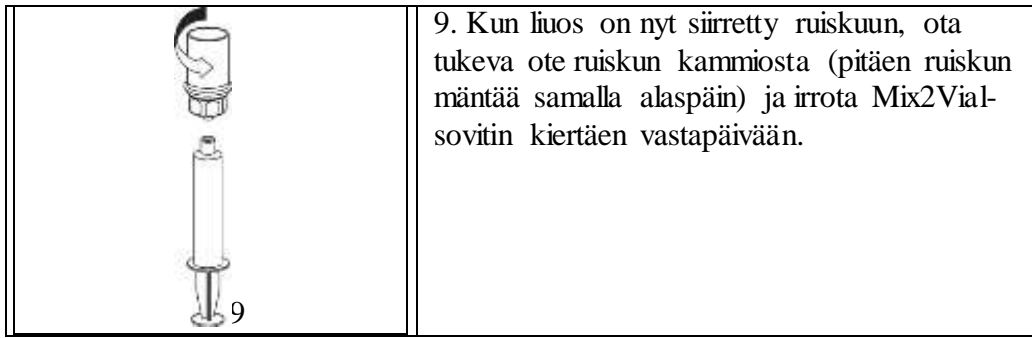 9. Kun liuos on nyt siirretty ruiskuun, ota
tukeva ote ruiskun kammiosta (pitäen ruiskun
mäntää samalla alaspäin) ja irrota Mix2Vial-
sovitin kiertäen vastapäivään.
9